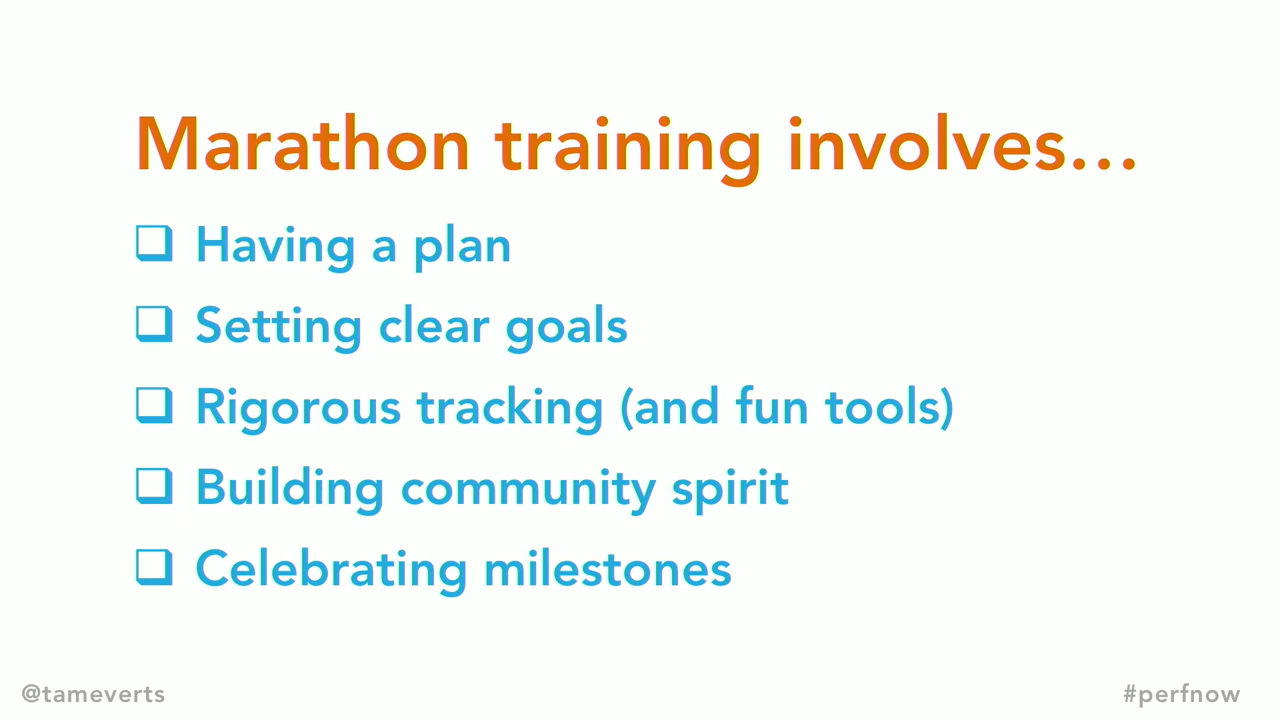 Marathon training involves…
❑ Having a plan
❑ Setting clear goals
❑ Rigorous tracking (and fun tools)
❑ Building community spirit
❑ Celebrating milestones
@tameverts
#perfnow